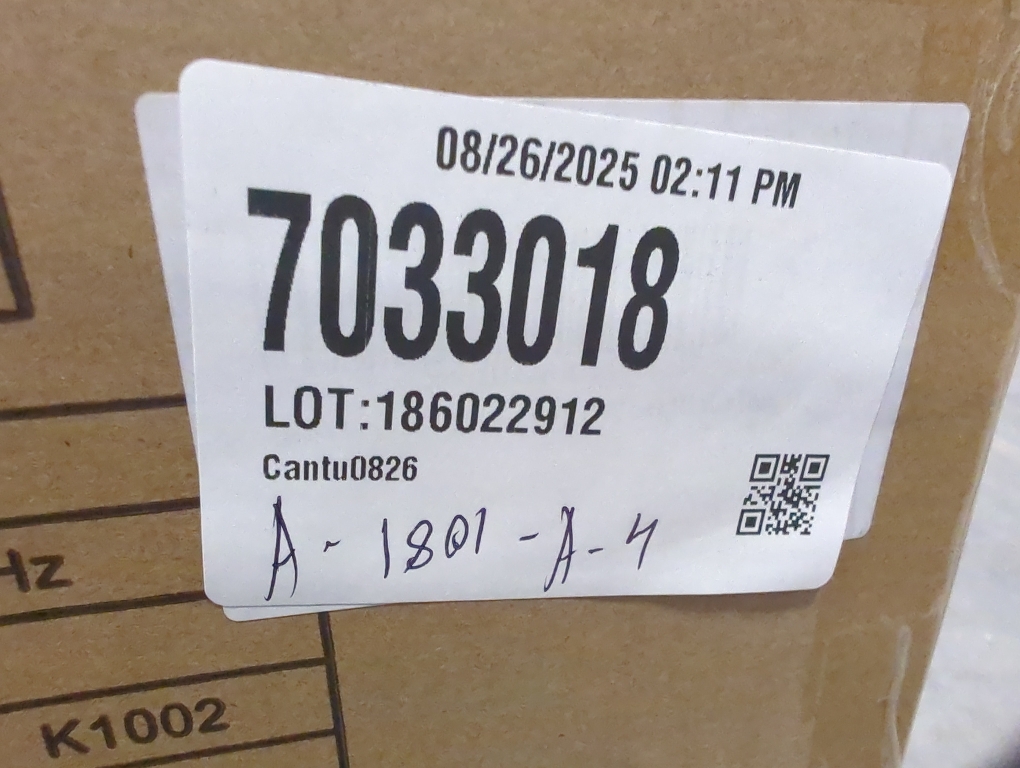 08/26/2025 02:11 PM
7033018
LOT:186022912
Cantu0826
A - 1801 - A - 4
Hz
K1002